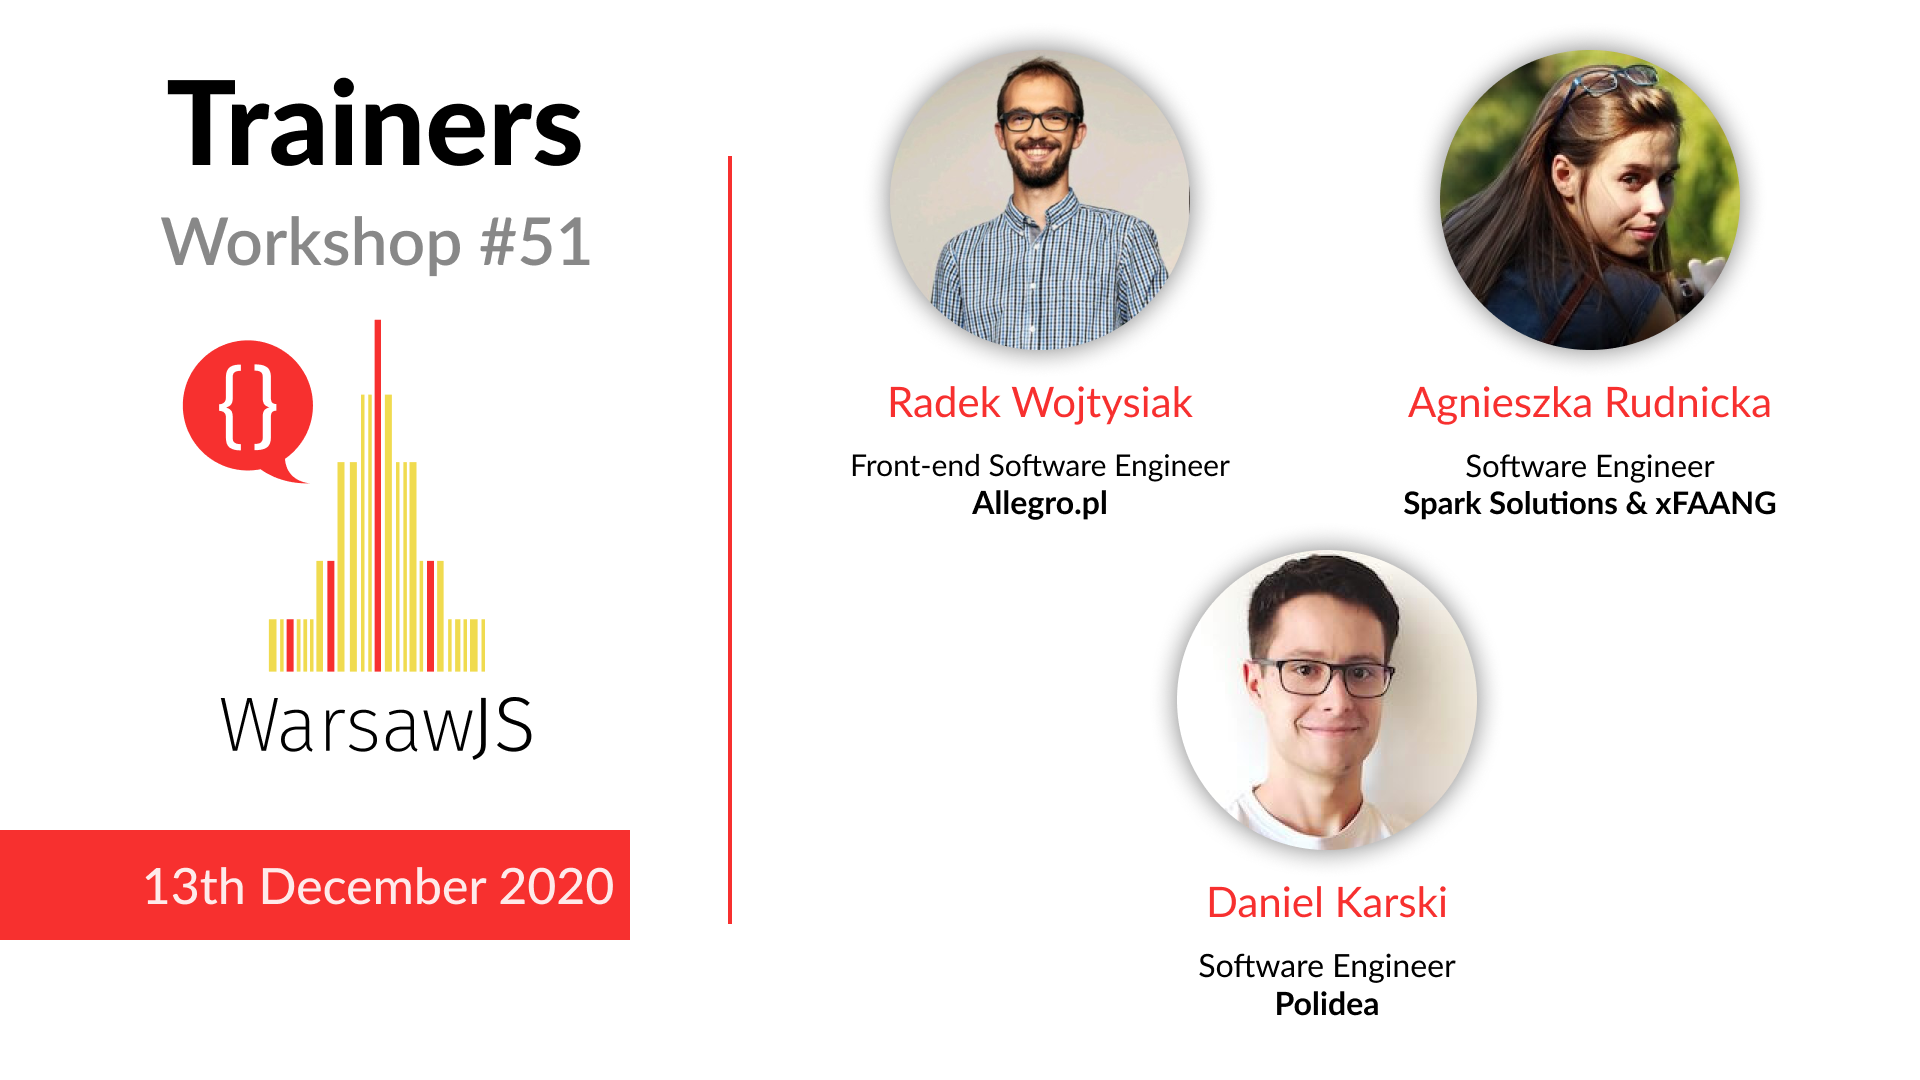 Trainers
Workshop #51
{}
WarsawJS
13th December 2020
Radek Wojtysiak
Front-end Software Engineer
Allegro.pl
Agnieszka Rudnicka
Software Engineer
Spark Solutions & xFAANG
Daniel Karski
Software Engineer
Polidea